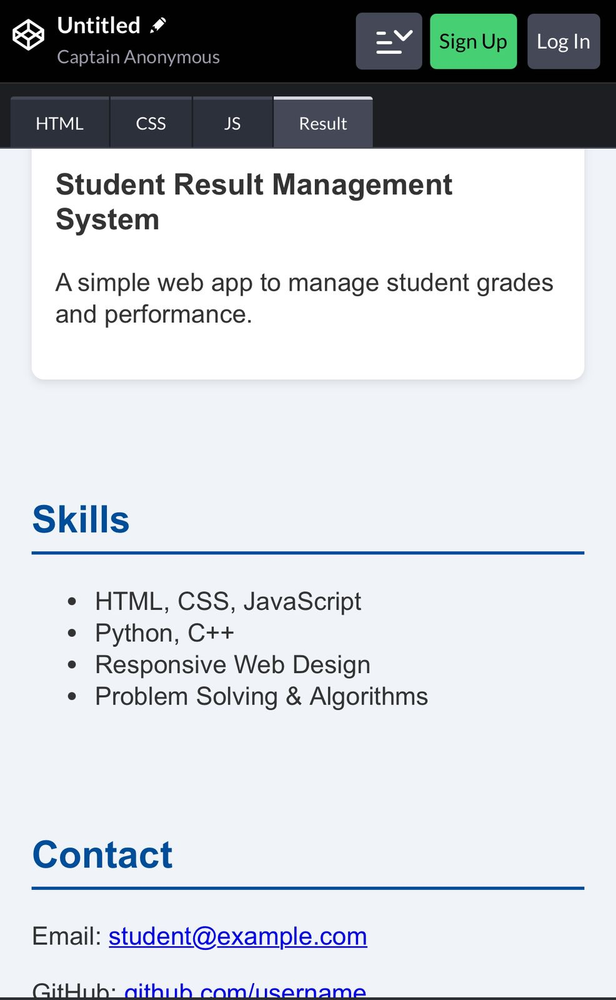 Untitled
Captain Anonymous
Sign Up
Log In
HTML
CSS
JS
Result
Student Result Management
System
A simple web app to manage student grades
and performance.
Skills
• HTML, CSS, JavaScript
• Python, C++
• Responsive Web Design
• Problem Solving & Algorithms
Contact
Email: student@example.com
GitHub: github.com/username